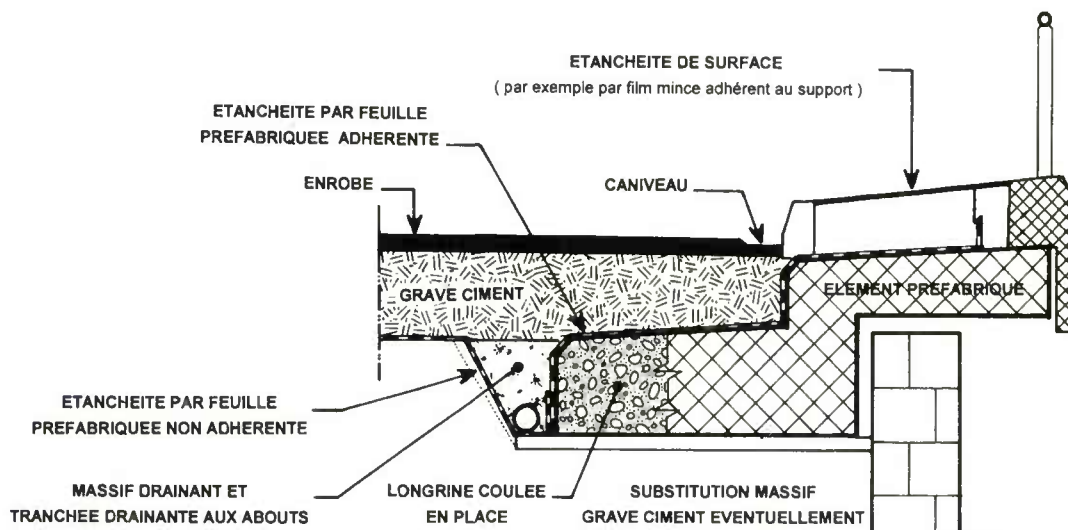 ETANCHEITE DE SURFACE
( par exemple par film mince adhérent au support )
ETANCHEITE PAR FEUILLE
PREFABRIQUEE ADHERENTE
ENROBE
CANIVEAU
GRAVE CIMENT
ELEMENT PREFABRIQUE
ETANCHEITE PAR FEUILLE
PREFABRIQUEE NON ADHERENTE
MASSIF DRAINANT ET
TRANCHEE DRAINANTE AUX ABOUTS
LONGRINE COULEE
EN PLACE
SUBSTITUTION MASSIF
GRAVE CIMENT EVENTUELLEMENT